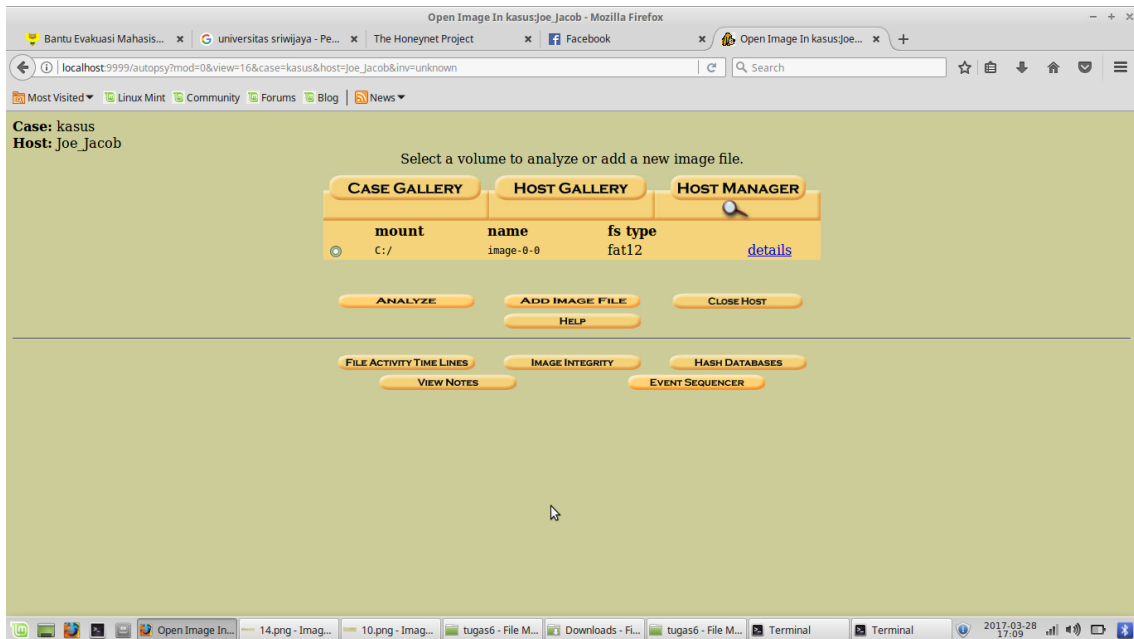 Open Image In kasus:Joe_Jacob - Mozilla Firefox
Bantu Evakuasi Mahasis... universitas sriwijaya - Pe... The Honeynet Project Facebook Open Image In kasus:Joe...
localhost:9999/autopsy?mod=0&view=16&case=kasus&host=Joe_Jacob&inv=unknown Search
Most Visited Linux Mint Community Forums Blog News
Case: kasus
Host: Joe_Jacob
Select a volume to analyze or add a new image file.
CASE GALLERY HOST GALLERY HOST MANAGER
mount name fs type
C:/ image-0-0 fat12 details
ANALYZE ADD IMAGE FILE CLOSE HOST
HELP
FILE ACTIVITY TIME LINES IMAGE INTEGRITY HASH DATABASES
VIEW NOTES EVENT SEQUENCER
Open Image In... 14.png - Imag... 10.png - Imag... tugas6 - File M... Downloads - Fi... tugas6 - File M... Terminal Terminal 2017-03-28
17:09